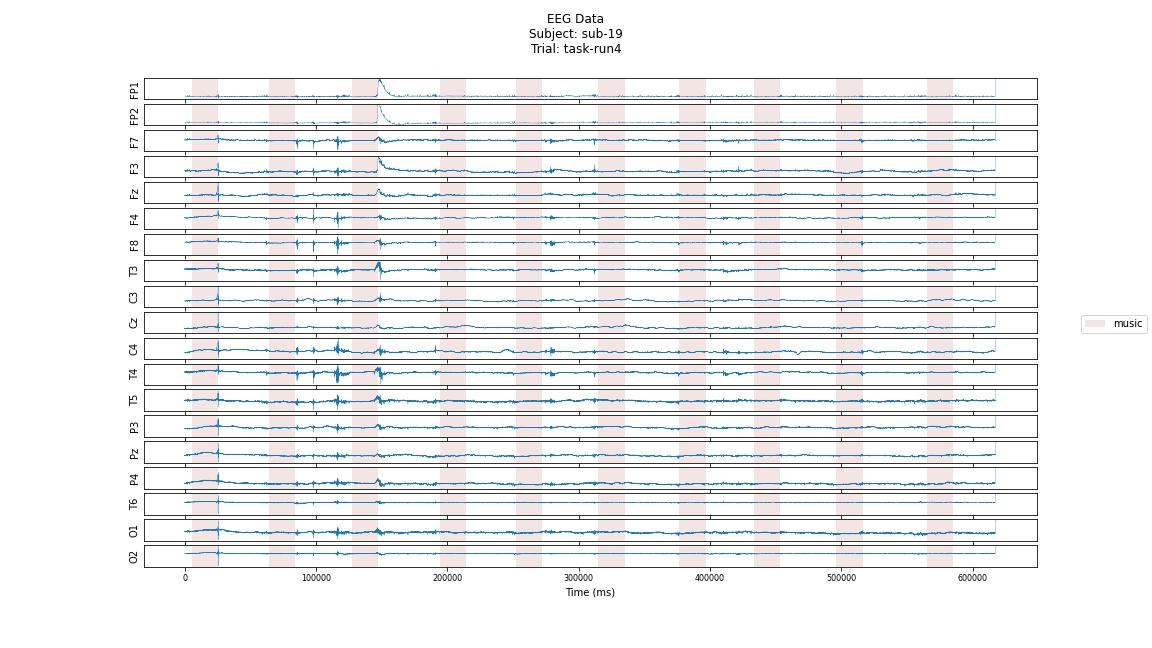 EEG Data
Subject: sub-19
Trial: task-run4
FP1
FP2
F7
F3
Fz
F4
F8
T3
C3
Cz
C4
T4
T5
P3
Pz
P4
T6
O1
O2
music
0 100000 200000 300000 400000 500000 600000
Time (ms)